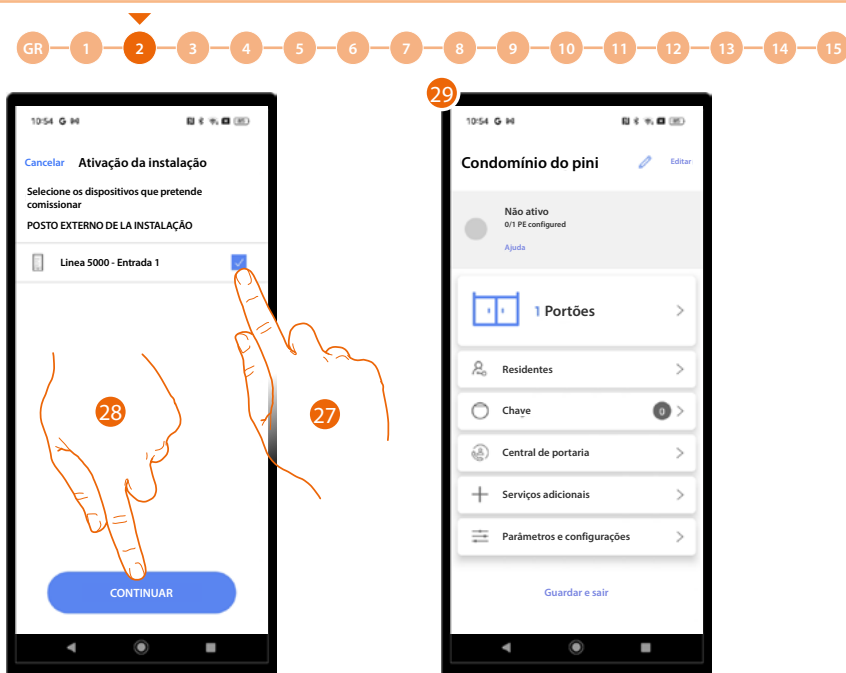 GR 1 2 3 4 5 6 7 8 9 10 11 12 13 14 15
10:54 G
Cancelar Ativação da instalação
Selecione os dispositivos que pretende
comissionar
POSTO EXTERNO DE LA INSTALAÇÃO
Linea 5000 - Entrada 1
28
27
CONTINUAR
29
10:54 G
Condomínio do pini Editar
Não ativo
0/1 PE configured
Ajuda
1 Portões
Residentes
Chave 0
Central de portaria
Serviços adicionais
Parâmetros e configurações
Guardar e sair